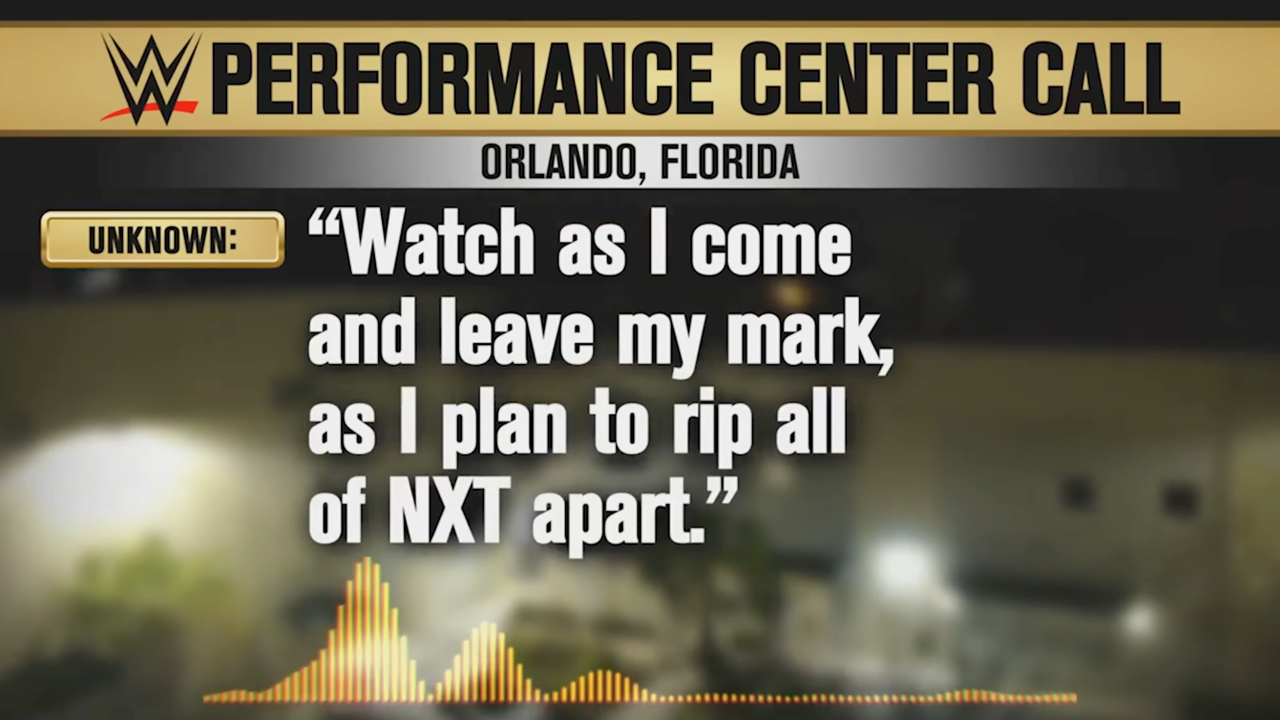 W PERFORMANCE CENTER CALL
ORLANDO, FLORIDA
UNKNOWN:
“Watch as I come
and leave my mark,
as I plan to rip all
of NXT apart.”